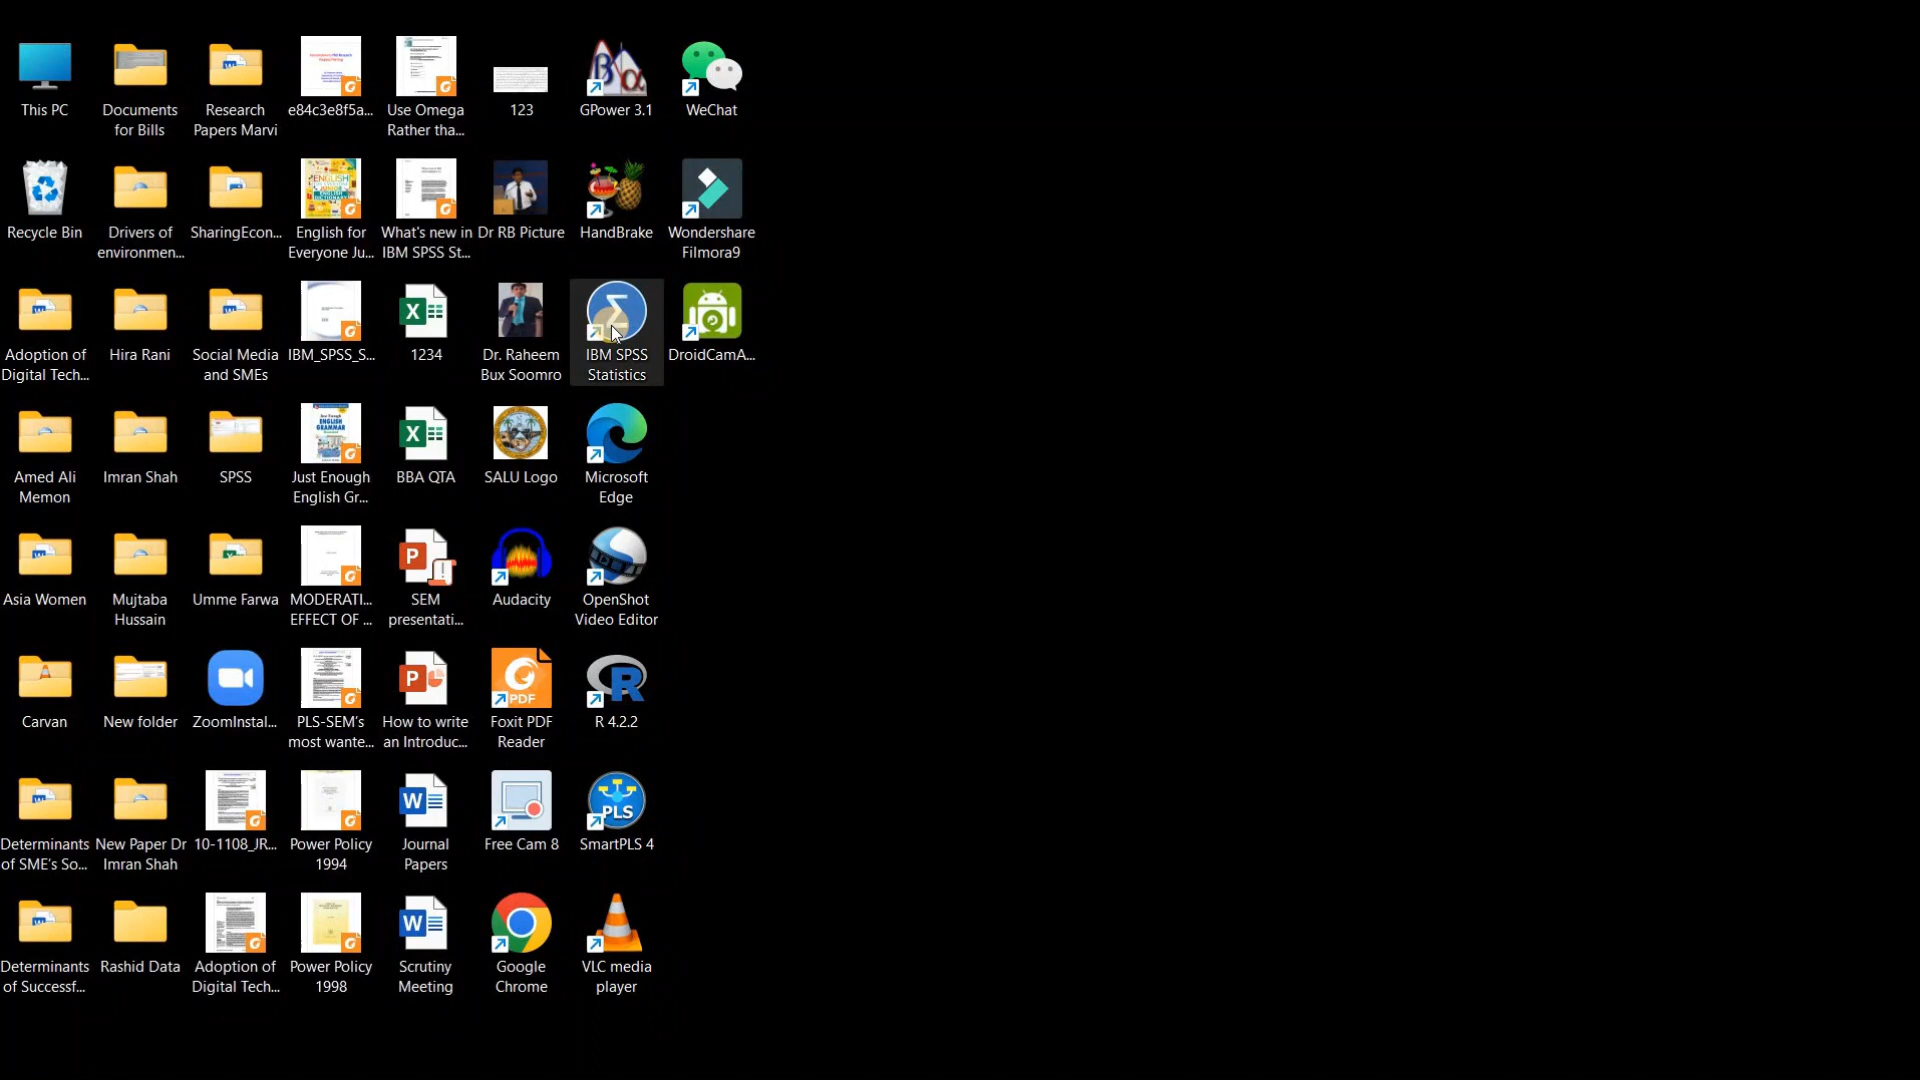 This PC
Documents
for Bills
Research
Papers Marvi
e84c3e8f5a...
Use Omega
Rather tha...
123
GPower 3.1
WeChat
Recycle Bin
Drivers of
environmen...
SharingEcon...
English for
Everyone Ju...
What's new in
IBM SPSS St...
Dr RB Picture
HandBrake
Wondershare
Filmora9
Adoption of
Digital Tech...
Hira Rani
Social Media
and SMEs
IBM_SPSS_S...
1234
Dr. Raheem
Bux Soomro
IBM SPSS
Statistics
DroidCamA...
Amed Ali
Memon
Imran Shah
SPSS
Just Enough
English Gr...
BBA QTA
SALU Logo
Microsoft
Edge
Asia Women
Mujtaba
Hussain
Umme Farwa
MODERATI...
EFFECT OF ...
SEM
presentati...
Audacity
OpenShot
Video Editor
Carvan
New folder
ZoomInstal...
PLS-SEM's
most wante...
How to write
an Introduc...
PDF
Foxit PDF
Reader
R 4.2.2
Determinants
of SME's So...
New Paper Dr
Imran Shah
10-1108_JR...
Power Policy
1994
Journal
Papers
Free Cam 8
PLS
SmartPLS 4
Determinants
of Successf...
Rashid Data
Adoption of
Digital Tech...
Power Policy
1998
Scrutiny
Meeting
Google
Chrome
VLC media
player